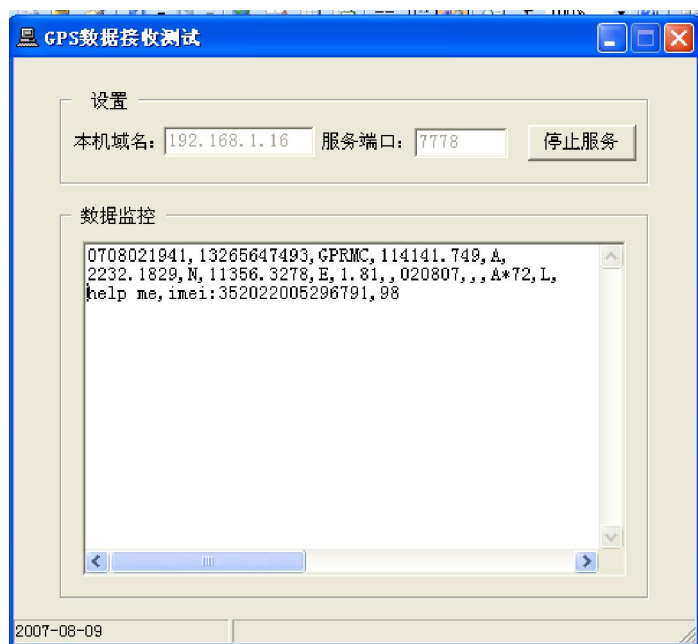 GPS数据接收测试
设置
本机域名: 192.168.1.16 服务端口: 7778 停止服务
数据监控
0708021941,13265647493,GPRMC,114141.749,A,
2232.1829,N,11356.3278,E,1.81,,020807,,,A*72,L,
help me,imei:352022005296791,98
2007-08-09